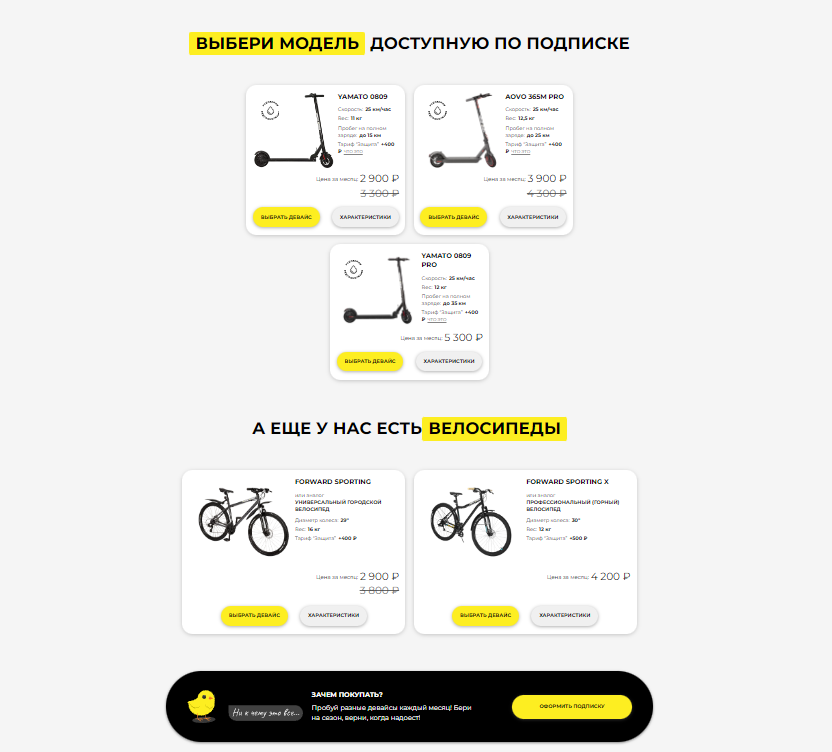 ВЫБЕРИ МОДЕЛЬ ДОСТУПНУЮ ПО ПОДПИСКЕ
YAMATO 0809
Скорость: 25 км/час
Вес: 11 кг
Пробег на полном
заряде: до 15 км
Тариф "Защита" +400
₽ что это
Цена за месяц: 2 900 ₽
3 300 ₽
ВЫБРАТЬ ДЕВАЙС
ХАРАКТЕРИСТИКИ
AOVO 365M PRO
Скорость: 25 км/час
Вес: 12,5 кг
Пробег на полном
заряде: до 25 км
Тариф "Защита" +400
₽ что это
Цена за месяц: 3 900 ₽
4 300 ₽
ВЫБРАТЬ ДЕВАЙС
ХАРАКТЕРИСТИКИ
YAMATO 0809
PRO
Скорость: 25 км/час
Вес: 12 кг
Пробег на полном
заряде: до 35 км
Тариф "Защита" +400
₽ что это
Цена за месяц: 5 300 ₽
ВЫБРАТЬ ДЕВАЙС
ХАРАКТЕРИСТИКИ
А ЕЩЕ У НАС ЕСТЬ ВЕЛОСИПЕДЫ
FORWARD SPORTING
или аналог
УНИВЕРСАЛЬНЫЙ ГОРОДСКОЙ
ВЕЛОСИПЕД
Диаметр колеса: 29"
Вес: 16 кг
Тариф "Защита" +400 ₽
Цена за месяц: 2 900 ₽
3 800 ₽
ВЫБРАТЬ ДЕВАЙС
ХАРАКТЕРИСТИКИ
FORWARD SPORTING X
или аналог
ПРОФЕССИОНАЛЬНЫЙ (ГОРНЫЙ)
ВЕЛОСИПЕД
Диаметр колеса: 30"
Вес: 12 кг
Тариф "Защита" +500 ₽
Цена за месяц: 4 200 ₽
ВЫБРАТЬ ДЕВАЙС
ХАРАКТЕРИСТИКИ
Ни к чему это все...
ЗАЧЕМ ПОКУПАТЬ?
Пробуй разные девайсы каждый месяц! Бери
на сезон, верни, когда надоест!
ОФОРМИТЬ ПОДПИСКУ